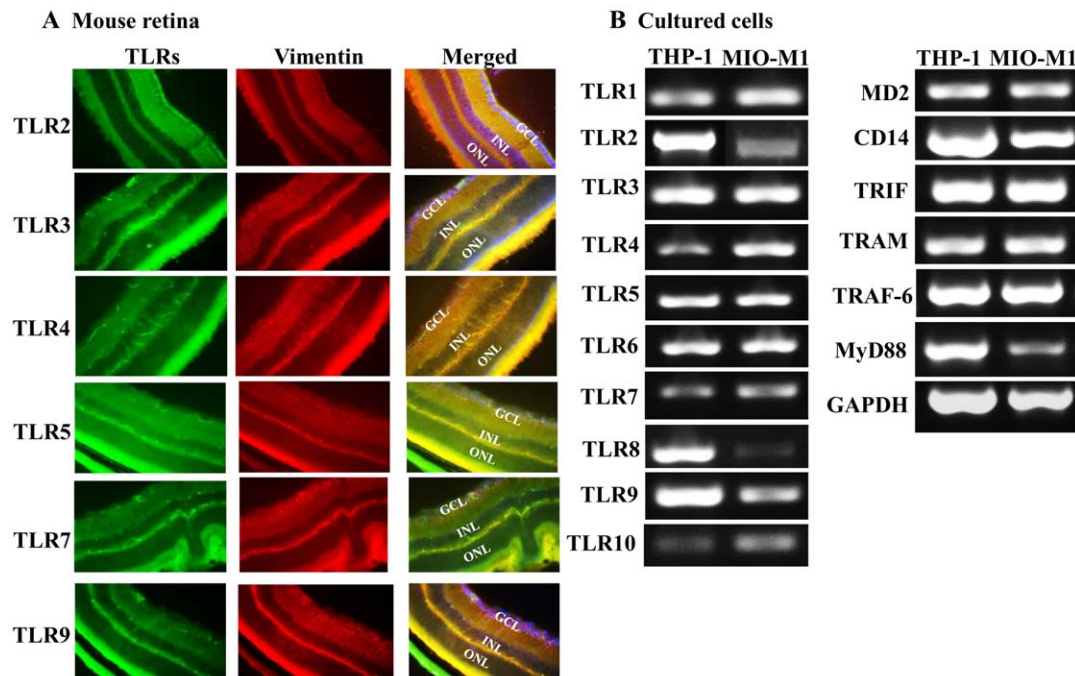 A Mouse retina
TLRs Vimentin Merged
TLR2
GCL
INL
ONL
TLR3
GCL
INL
ONL
TLR4
GCL
INL
ONL
TLR5
GCL
INL
ONL
TLR7
GCL
INL
ONL
TLR9
GCL
INL
ONL
B Cultured cells
THP-1 MIO-M1
TLR1
TLR2
TLR3
TLR4
TLR5
TLR6
TLR7
TLR8
TLR9
TLR10
THP-1 MIO-M1
MD2
CD14
TRIF
TRAM
TRAF-6
MyD88
GAPDH